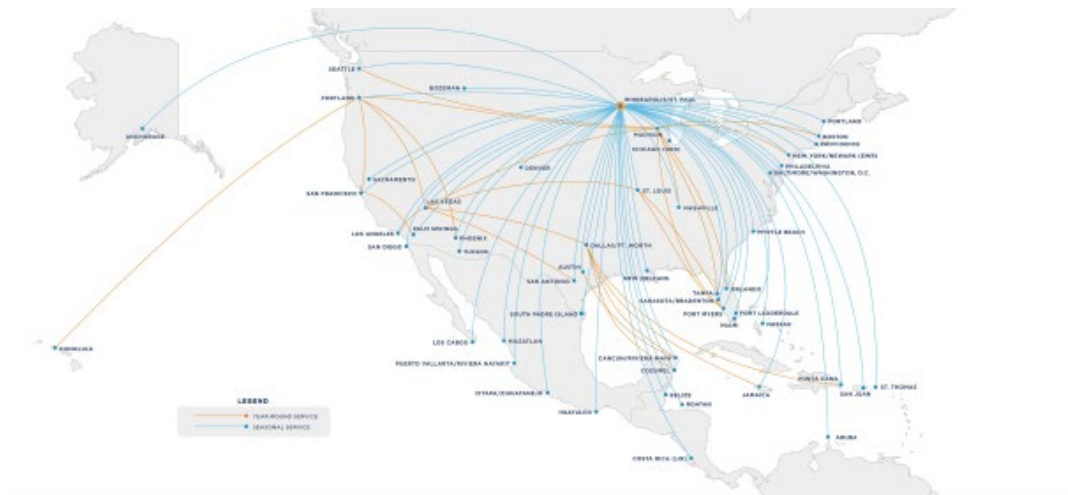 SEATTLE
BOZEMAN
MINNEAPOLIS/ST. PAUL
PORTLAND
PORTLAND
ANCHORAGE
MADISON
BOSTON
PROVIDENCE
NEW YORK/NEWARK (EWR)
DENVER
PHILADELPHIA
BALTIMORE/WASHINGTON, D.C.
SACRAMENTO
SAN FRANCISCO
ST. LOUIS
LAS VEGAS
NASHVILLE
LOS ANGELES
PALM SPRINGS
PHOENIX
MYRTLE BEACH
SAN DIEGO
TUCSON
DALLAS/FT. WORTH
AUSTIN
SAN ANTONIO
NEW ORLEANS
TAMPA
ORLANDO
SARASOTA/BRADENTON
SOUTH PADRE ISLAND
FORT MYERS
FORT LAUDERDALE
MIAMI
NASSAU
HONOLULU
LOS CABOS
MAZATLAN
CANCUN/RIVIERA MAYA
PUERTO VALLARTA/RIVIERA NAYARIT
COZUMEL
PUNTA CANA
ST. THOMAS
IXTAPA/ZIHUATANEJO
BELIZE
JAMAICA
SAN JUAN
LEGEND
ROATAN
HUATULCO
YEAR-ROUND SERVICE
SEASONAL SERVICE
ARUBA
COSTA RICA (LIR)